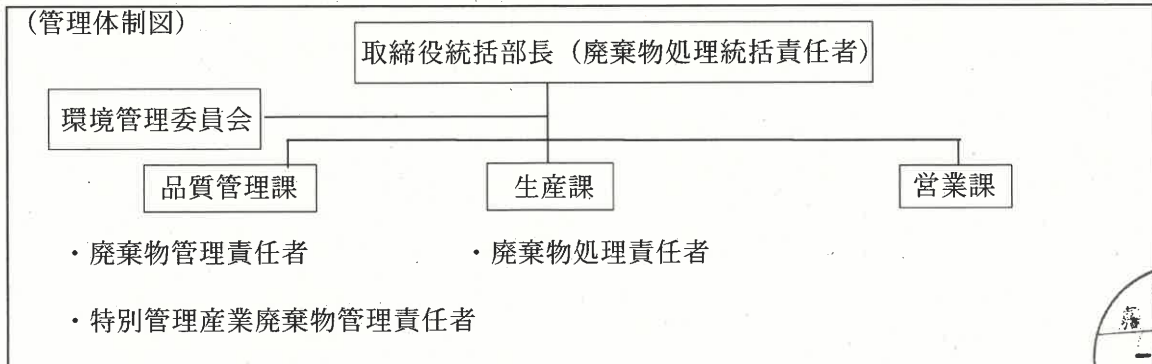 （管理体制図）
取締役統括部長（廃棄物処理統括責任者）
環境管理委員会
品質管理課
生産課
営業課
・廃棄物管理責任者
・廃棄物処理責任者
・特別管理産業廃棄物管理責任者